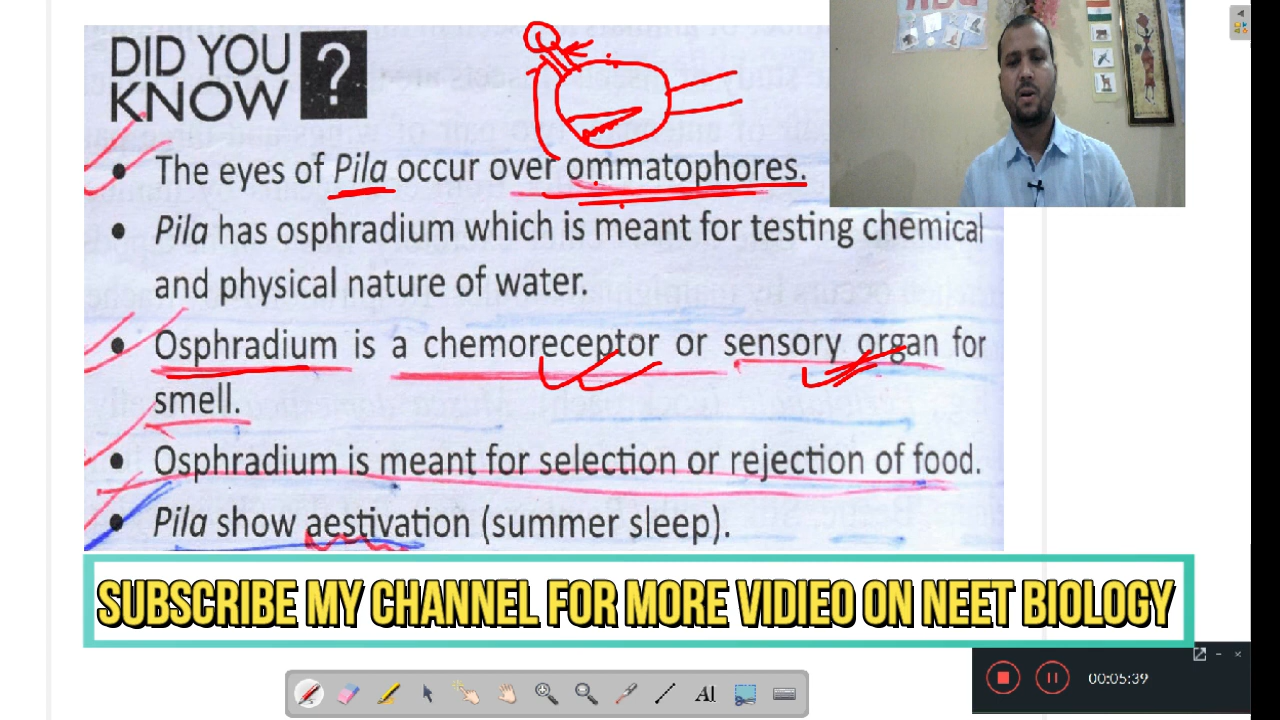 DID YOU
KNOW ?
• The eyes of Pila occur over ommatophores.
• Pila has osphradium which is meant for testing chemical
and physical nature of water.
• Osphradium is a chemoreceptor or sensory organ for
smell.
• Osphradium is meant for selection or rejection of food.
• Pila show aestivation (summer sleep).
SUBSCRIBE MY CHANNEL FOR MORE VIDIEO ON NEET BIOLOGY
00:05:39
AI